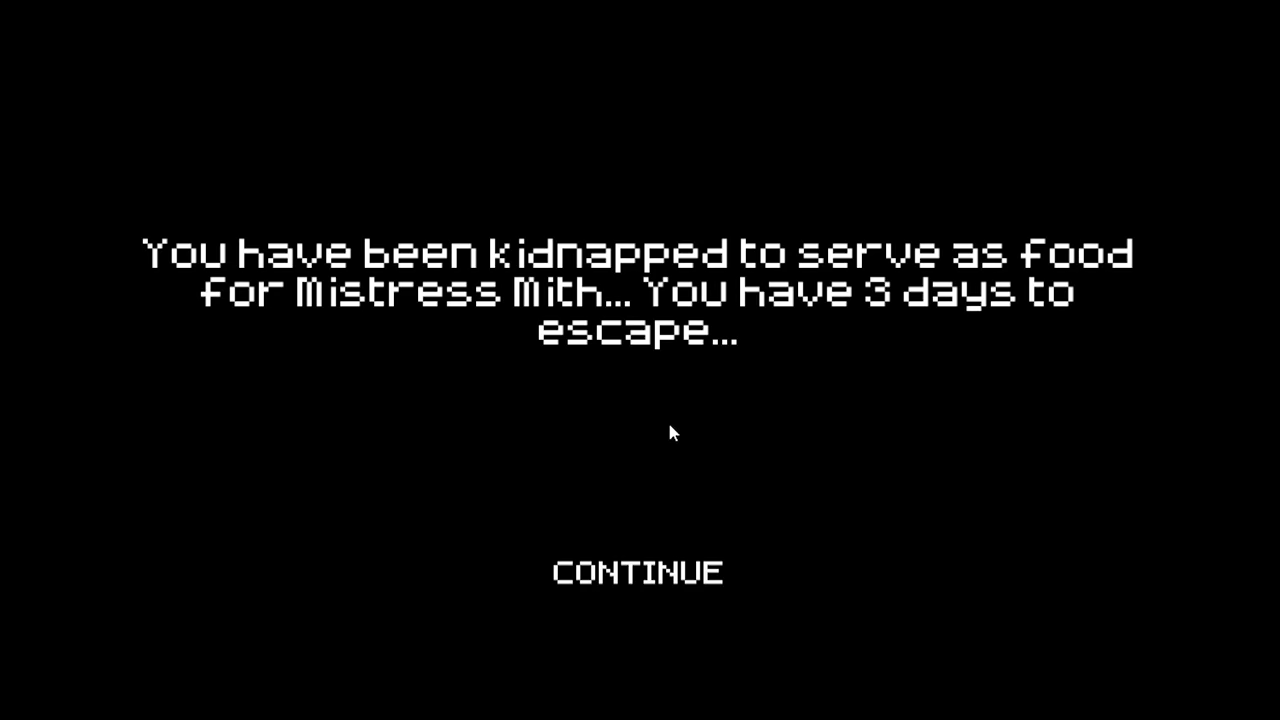 You have been kidnapped to serve as food
for Mistress Mith... You have 3 days to
escape...
CONTINUE